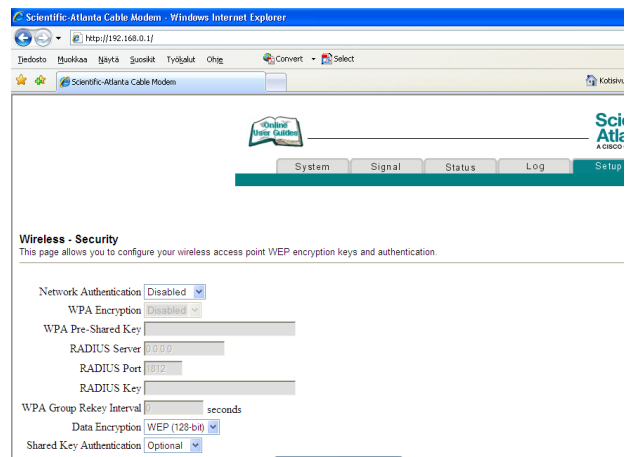 Scientific-Atlanta Cable Modem - Windows Internet Explorer
http://192.168.0.1/
Tiedosto Muokkaa Näytä Suosikit Työkalut Ohje Convert Select
Scientific-Atlanta Cable Modem Kotisivu
Online
User Guides
Scie
Atla
A CISCO
System Signal Status Log Setup
Wireless - Security
This page allows you to configure your wireless access point WEP encryption keys and authentication.
Network Authentication Disabled
WPA Encryption Disabled
WPA Pre-Shared Key
RADIUS Server 0.0.0.0
RADIUS Port 1812
RADIUS Key
WPA Group Rekey Interval 0 seconds
Data Encryption WEP (128-bit)
Shared Key Authentication Optional